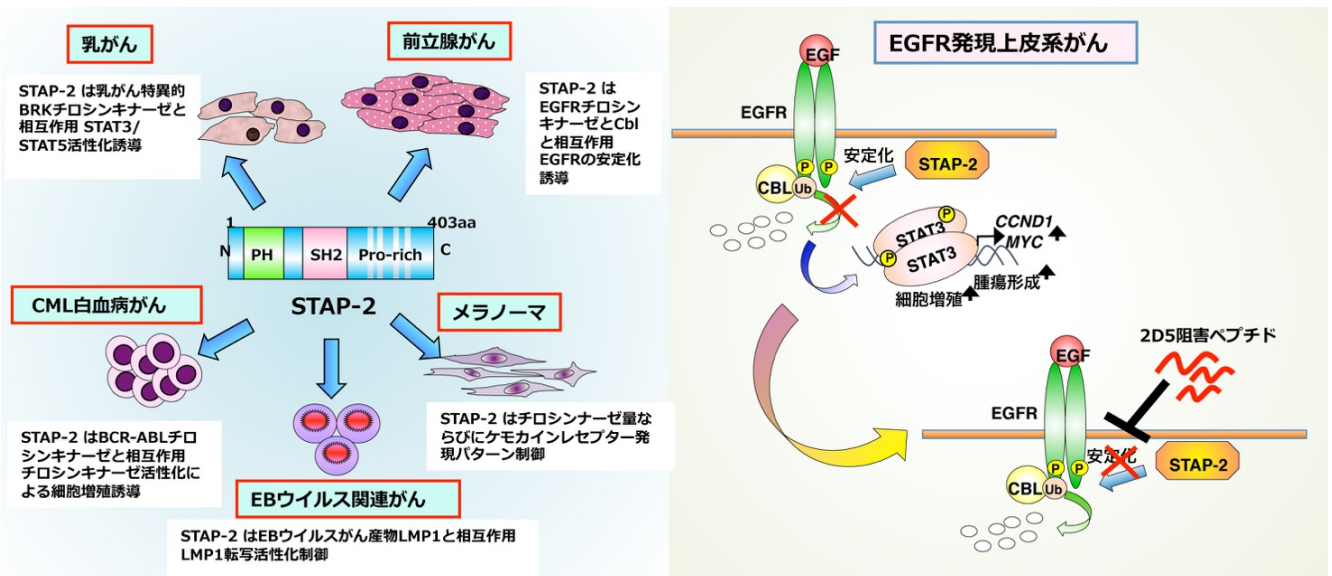 乳がん
STAP-2 は乳がん特異的
BRKチロシンキナーゼと
相互作用 STAT3/
STAT5活性化誘導
前立腺がん
STAP-2 は
EGFRチロシン
キナーゼとCbl
と相互作用
EGFRの安定化
誘導
1
403aa
N
PH
SH2
Pro-rich
C
STAP-2
CML白血病がん
STAP-2 はBCR-ABLチロ
シンキナーゼと相互作用
チロシンキナーゼ活性化に
よる細胞増殖誘導
メラノーマ
STAP-2 はチロシンナーゼ量な
らびにケモカインレセプター発
現パターン制御
EBウイルス関連がん
STAP-2 はEBウイルスがん産物LMP1と相互作用
LMP1転写活性化制御
EGFR発現上皮系がん
EGF
EGFR
P
P
安定化
STAP-2
CBL
Ub
P
STAT3
P
STAT3
CCND1
MYC
腫瘍形成
細胞増殖
2D5阻害ペプチド
EGF
EGFR
P
P
安定化
STAP-2
CBL
Ub